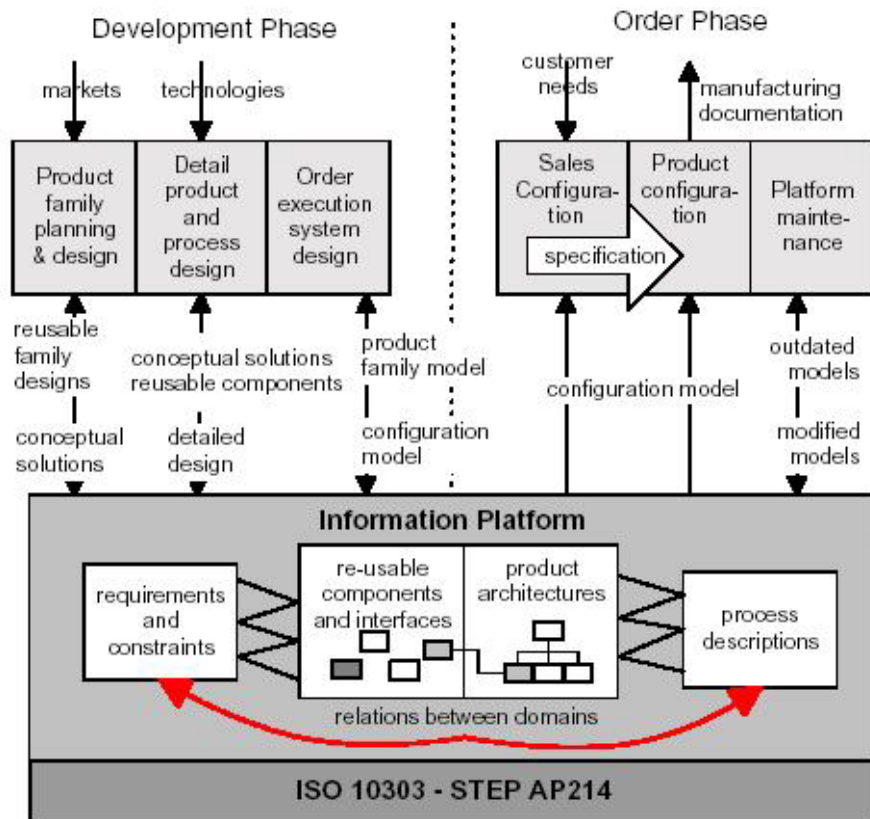 Development Phase
Order Phase
markets
technologies
customer
needs
manufacturing
documentation
Product
family
planning
& design
Detail
product
and
process
design
Order
execution
system
design
Sales
Configura-
tion
Product
configura-
tion
Platform
mainte-
nance
specification
reusable
family
designs
conceptual
solutions
conceptual solutions
reusable components
detailed
design
product
family model
configuration
model
configuration model
outdated
models
modified
models
Information Platform
requirements
and
constraints
re-usable
components
and interfaces
product
architectures
process
descriptions
relations between domains
ISO 10303 - STEP AP214